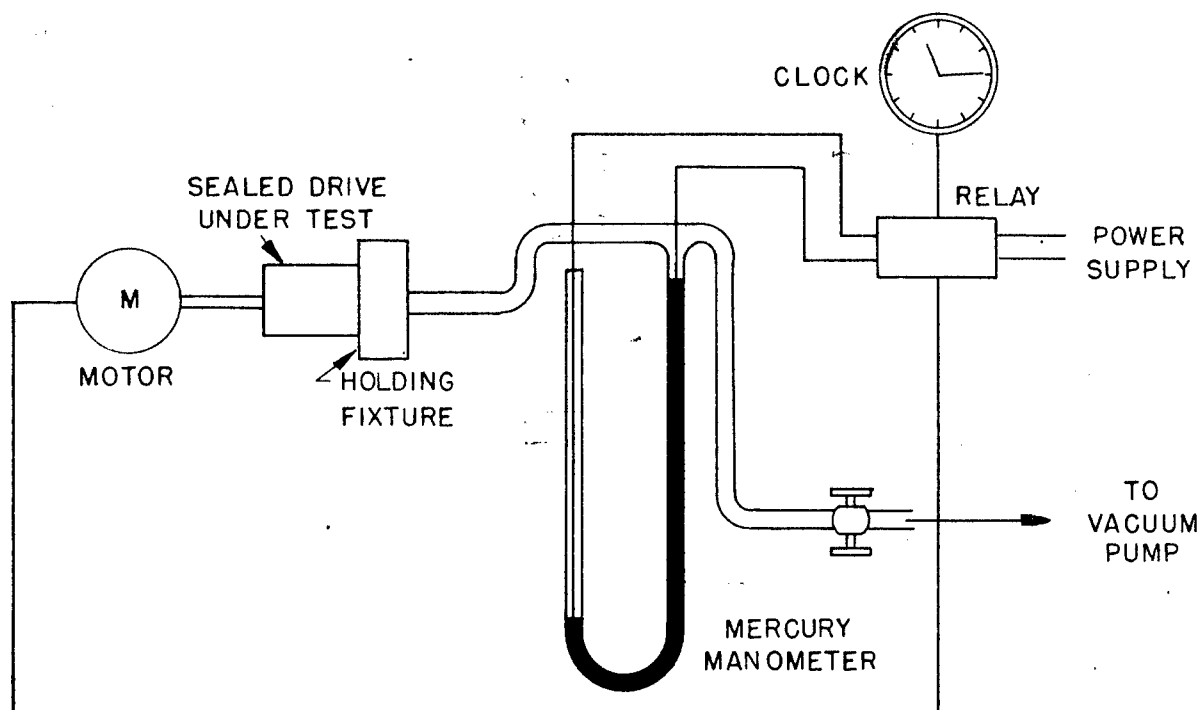 CLOCK
SEALED DRIVE
UNDER TEST
RELAY
POWER
SUPPLY
M
MOTOR
HOLDING
FIXTURE
TO
VACUUM
PUMP
MERCURY
MANOMETER